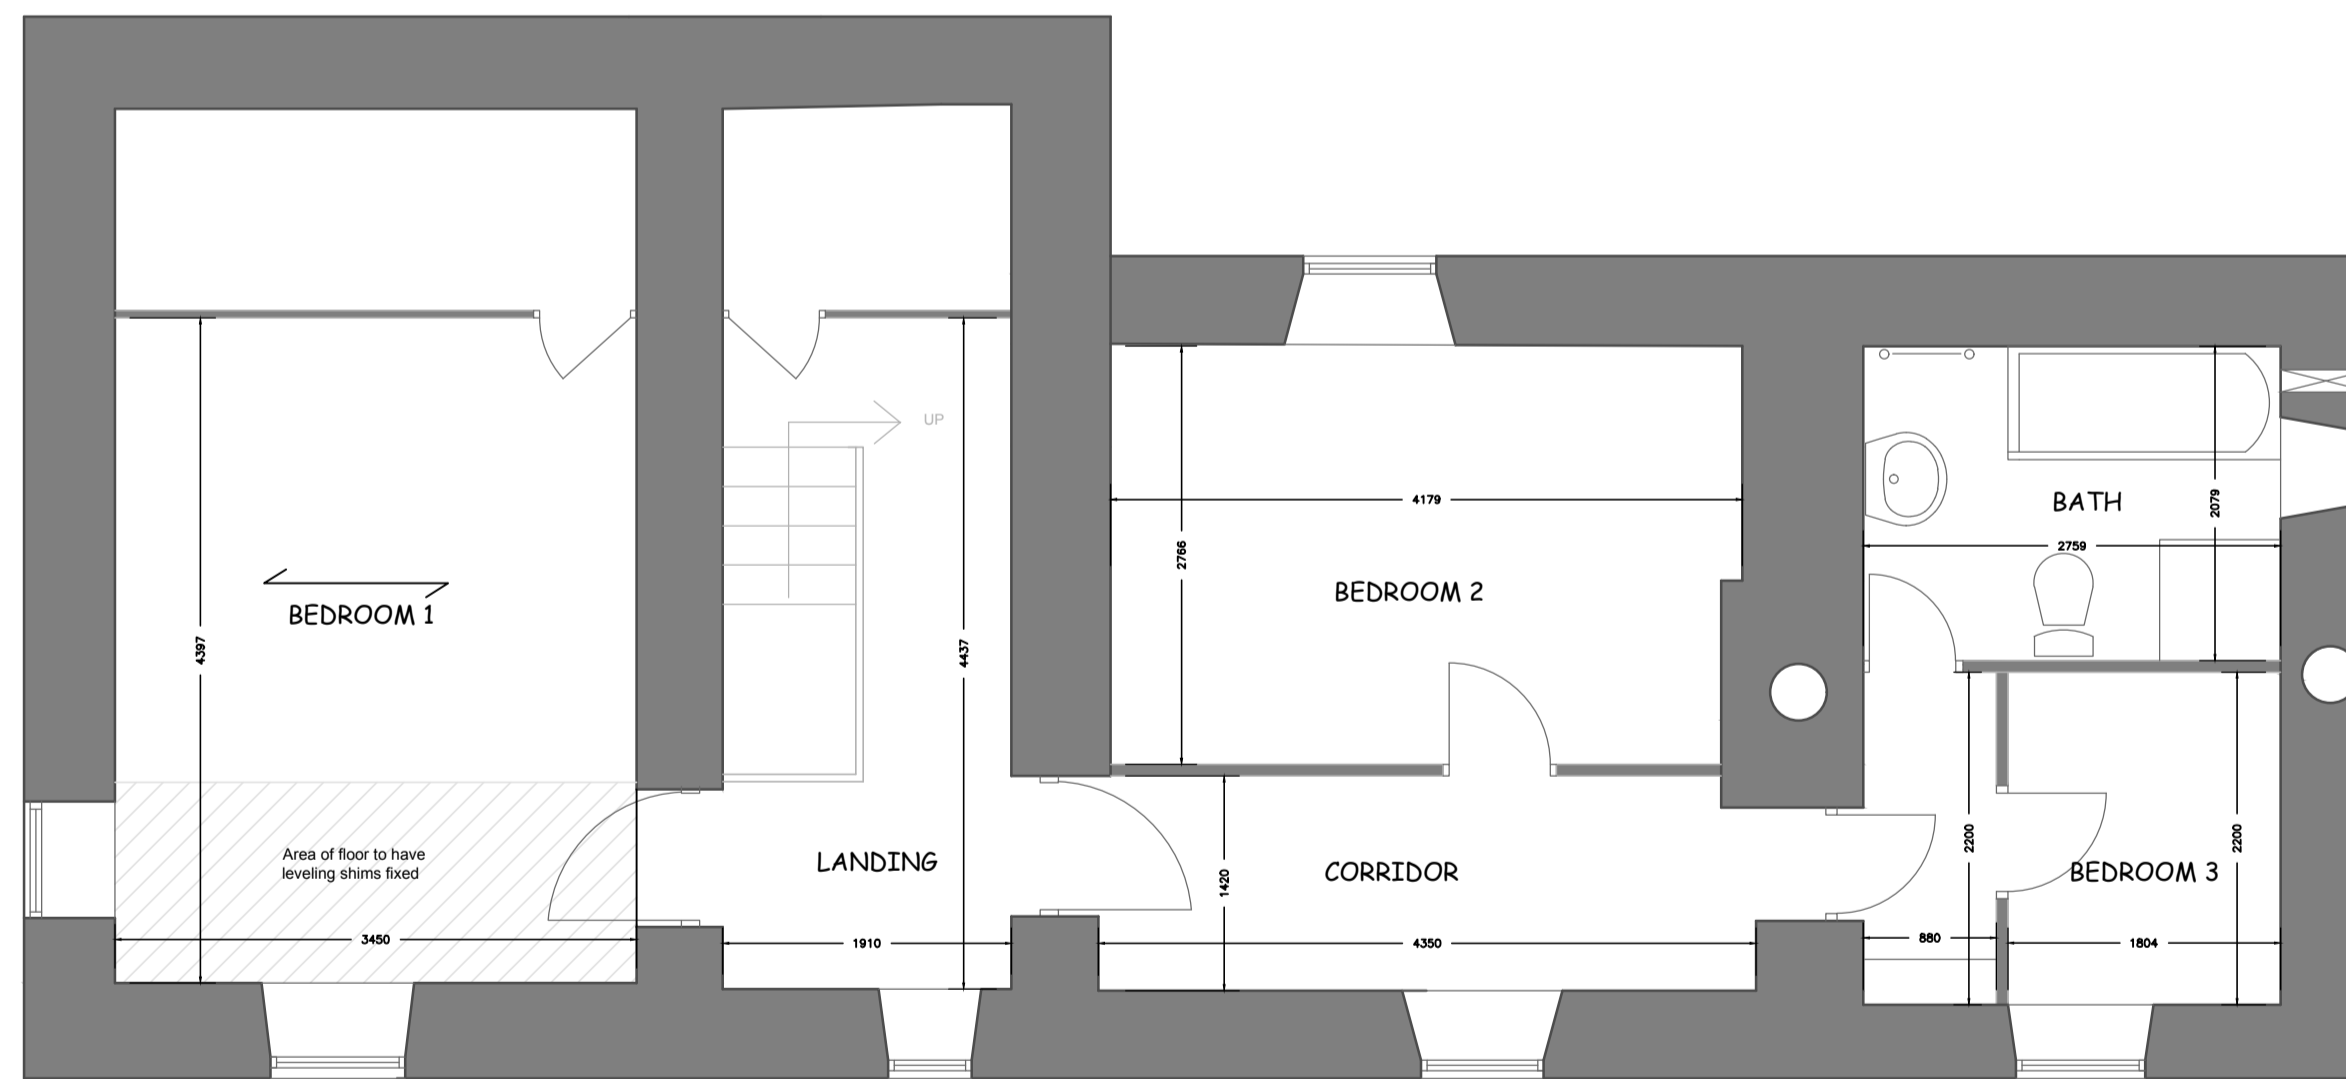 UP
4179
BATH
2079
2766
2759
BEDROOM 2
BEDROOM 1
4397
4437
Area of floor to have
leveling shims fixed
LANDING
CORRIDOR
1420
2200
2200
BEDROOM 3
3450
1910
4350
880
1804